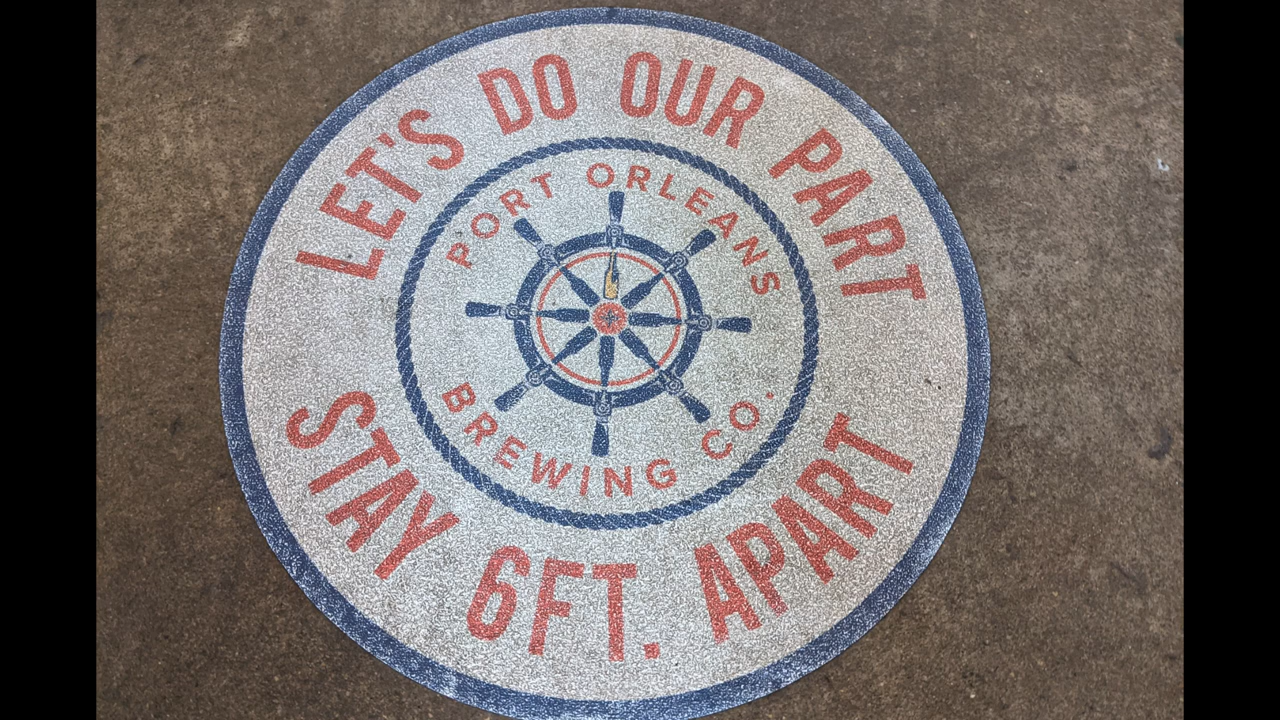 LET'S DO OUR PART
PORT ORLEANS
BREWING CO.
STAY 6FT. APART